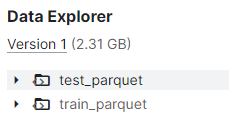 Data Explorer
Version 1 (2.31 GB)
test_parquet
train_parquet